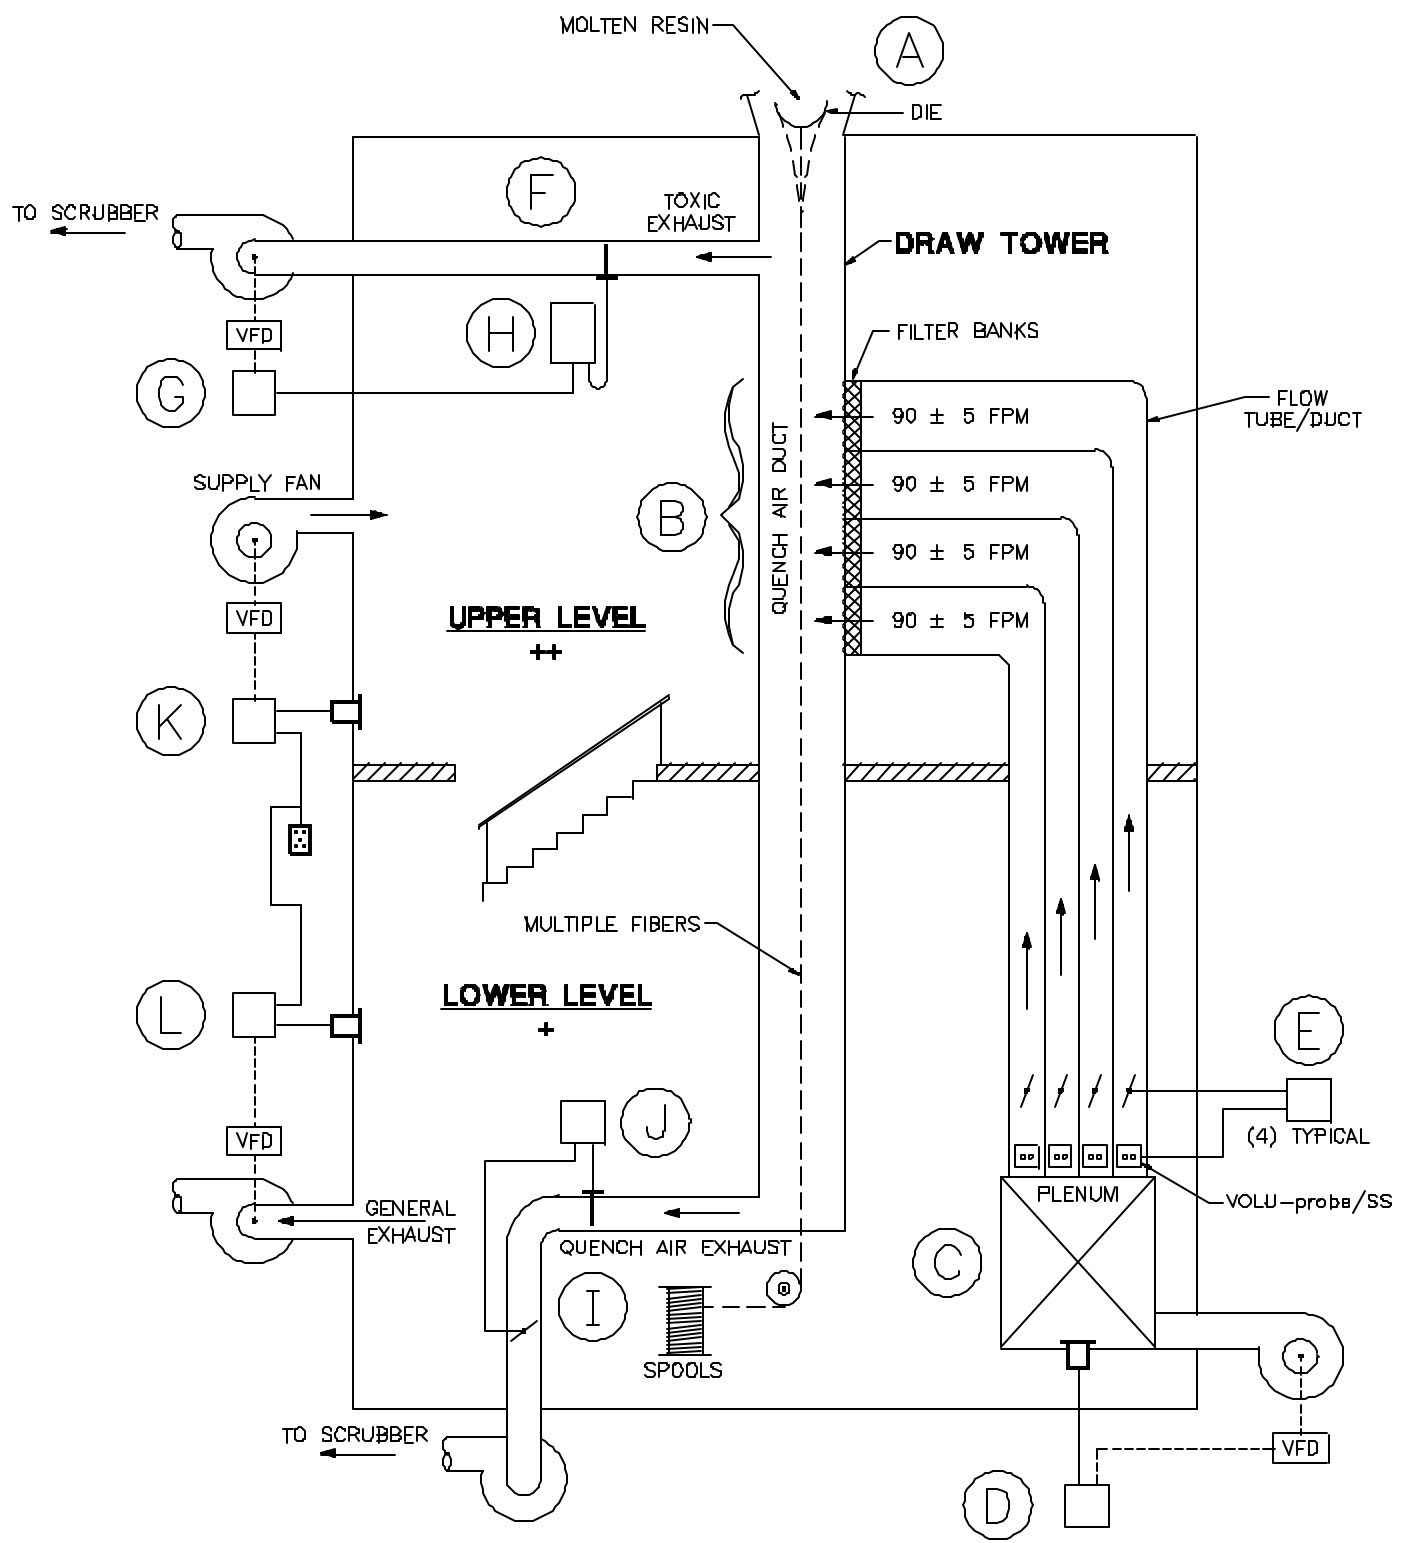 MOLTEN RESIN
A
DIE
F
TOXIC
EXHAUST
TO SCRUBBER
DRAW TOWER
VFD
H
FILTER BANKS
G
FLOW
TUBE/DUCT
90 ± 5 FPM
90 ± 5 FPM
90 ± 5 FPM
90 ± 5 FPM
QUENCH AIR DUCT
B
SUPPLY FAN
VFD
UPPER LEVEL
++
K
MULTIPLE FIBERS
LOWER LEVEL
+
L
E
(4) TYPICAL
J
VFD
PLENUM
VOLU-probe/SS
GENERAL
EXHAUST
QUENCH AIR EXHAUST
C
I
SPOOLS
TO SCRUBBER
VFD
D